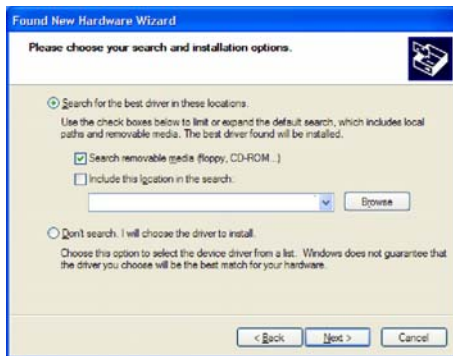 Found New Hardware Wizard
Please choose your search and installation options.
Search for the best driver in these locations.
Use the check boxes below to limit or expand the default search, which includes local
paths and removable media. The best driver found will be installed.
Search removable media (floppy, CD-ROM...)
Include this location in the search:
Browse
Don't search. I will choose the driver to install.
Choose this option to select the device driver from a list. Windows does not guarantee that
the driver you choose will be the best match for your hardware.
< Back
Next >
Cancel